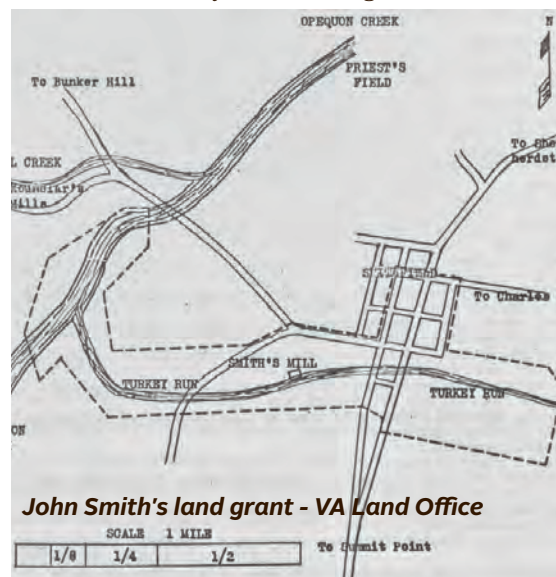 OPEQUON CREEK
N
PRIEST'S
FIELD
To Bunker Hill
To She
herdst
L CREEK
Mills
SMITHFIELD
To Charles
SMITH'S MILL
TURKEY RUN
TURKEY RUN
ON
John Smith's land grant - VA Land Office
SCALE 1 MILE
1/8 1/4 1/2
To Summit Point